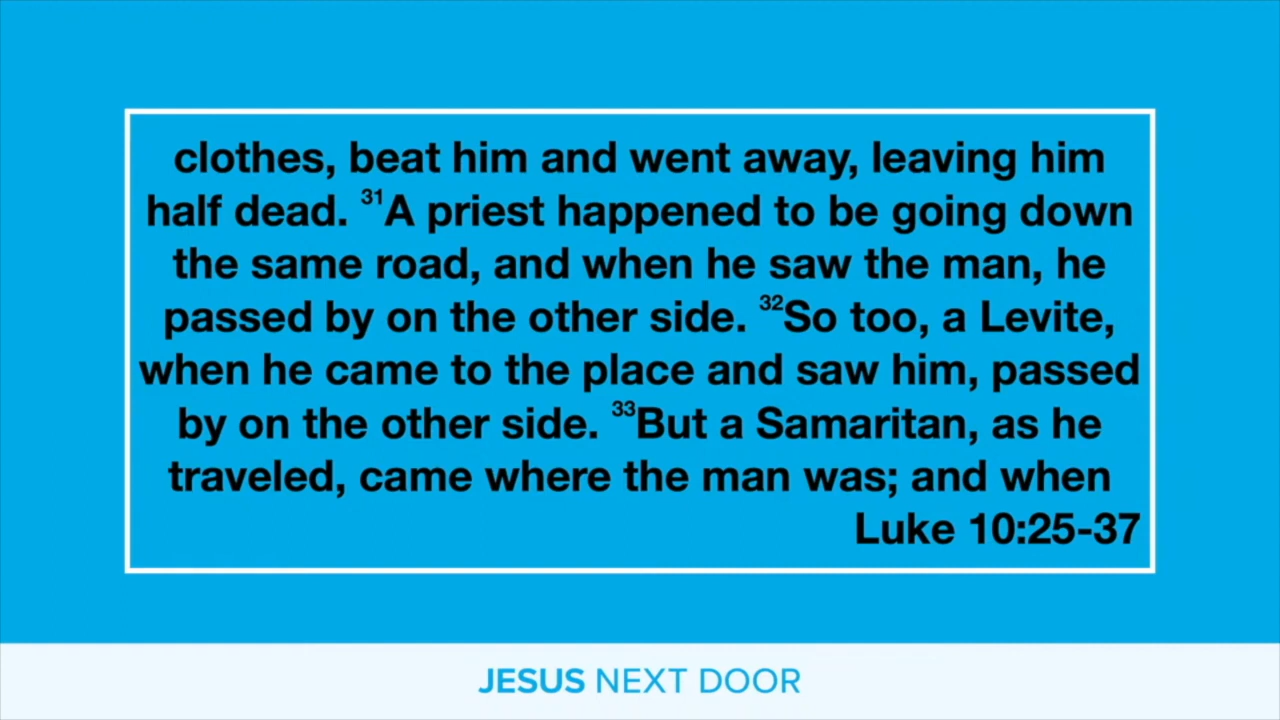 clothes, beat him and went away, leaving him
half dead. ³¹A priest happened to be going down
the same road, and when he saw the man, he
passed by on the other side. ³²So too, a Levite,
when he came to the place and saw him, passed
by on the other side. ³³But a Samaritan, as he
traveled, came where the man was; and when
Luke 10:25-37
JESUS NEXT DOOR